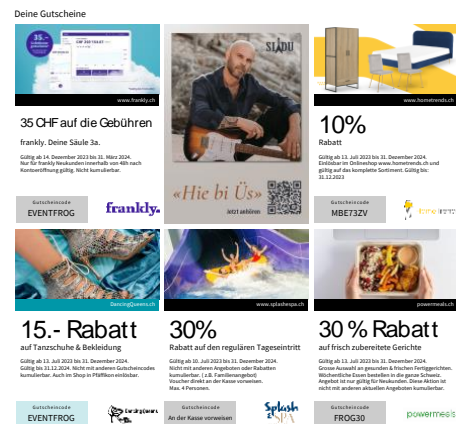 Deine Gutscheine
35.-
www.frankly.ch
35 CHF auf die Gebühren
frankly. Deine Säule 3a.
Gültig ab 14. Dezember 2023 bis 31. März 2024.
Nur für frankly Neukunden innerhalb von 48h nach
Kontoeröffnung gültig. Nicht kumulierbar.
Gutscheincode
EVENTFROG
frankly.
SIADU
«Hie bi Üs»
jetzt anhören
www.hometrends.ch
10%
Rabatt
Gültig ab 13. Juli 2023 bis 31. Dezember 2024.
Einlösbar im Onlineshop www.hometrends.ch und
gültig auf das komplette Sortiment. Gültig bis:
31.12.2023
Gutscheincode
MBE73ZV
DancingQueens.ch
15.- Rabatt
auf Tanzschuhe & Bekleidung
Gültig ab 13. Juli 2023 bis 31. Dezember 2024.
Gültig bis 31.12.2024. Nicht mit anderen Gutscheinen
kumulierbar. Auch im Shop in Pfäffikon einlösbar.
Gutscheincode
EVENTFROG
DancingQueens
www.splashespa.ch
30%
Rabatt auf den regulären Tageseintritt
Gültig ab 10. Juli 2023 bis 31. Dezember 2024.
Nicht mit anderen Angeboten oder Rabatten
kumulierbar. ( z.B. Familienangebot)
Voucher direkt an der Kasse vorweisen.
Max. 4 Personen.
Gutscheincode
An der Kasse vorweisen
Splash
& SPA
powermeals.ch
30 % Rabatt
auf frisch zubereitete Gerichte
Gültig ab 13. Juli 2023 bis 31. Dezember 2024.
Grosse Auswahl an gesunden & frischen Fertiggerichten.
Wöchentliche Essen bestellen in die ganze Schweiz.
Angebot ist nur gültig für Neukunden. Diese Aktion ist
nicht mit anderen aktuellen Angeboten kumulierbar.
Gutscheincode
FROG30
powermeals